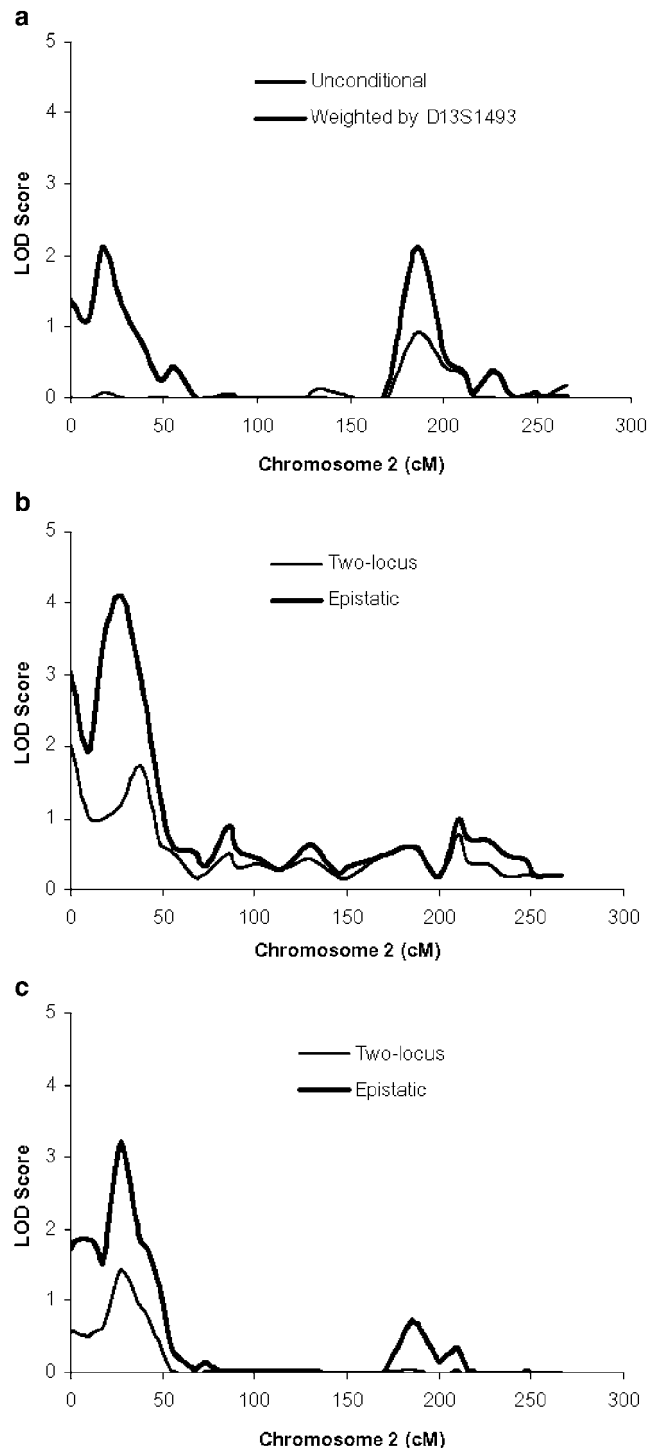 a
5
4
3
2
1
0
LOD Score
Unconditional
Weighted by D13S1493
0 50 100 150 200 250 300
Chromosome 2 (cM)
b
5
4
3
2
1
0
LOD Score
Two-locus
Epistatic
0 50 100 150 200 250 300
Chromosome 2 (cM)
c
5
4
3
2
1
0
LOD Score
Two-locus
Epistatic
0 50 100 150 200 250 300
Chromosome 2 (cM)